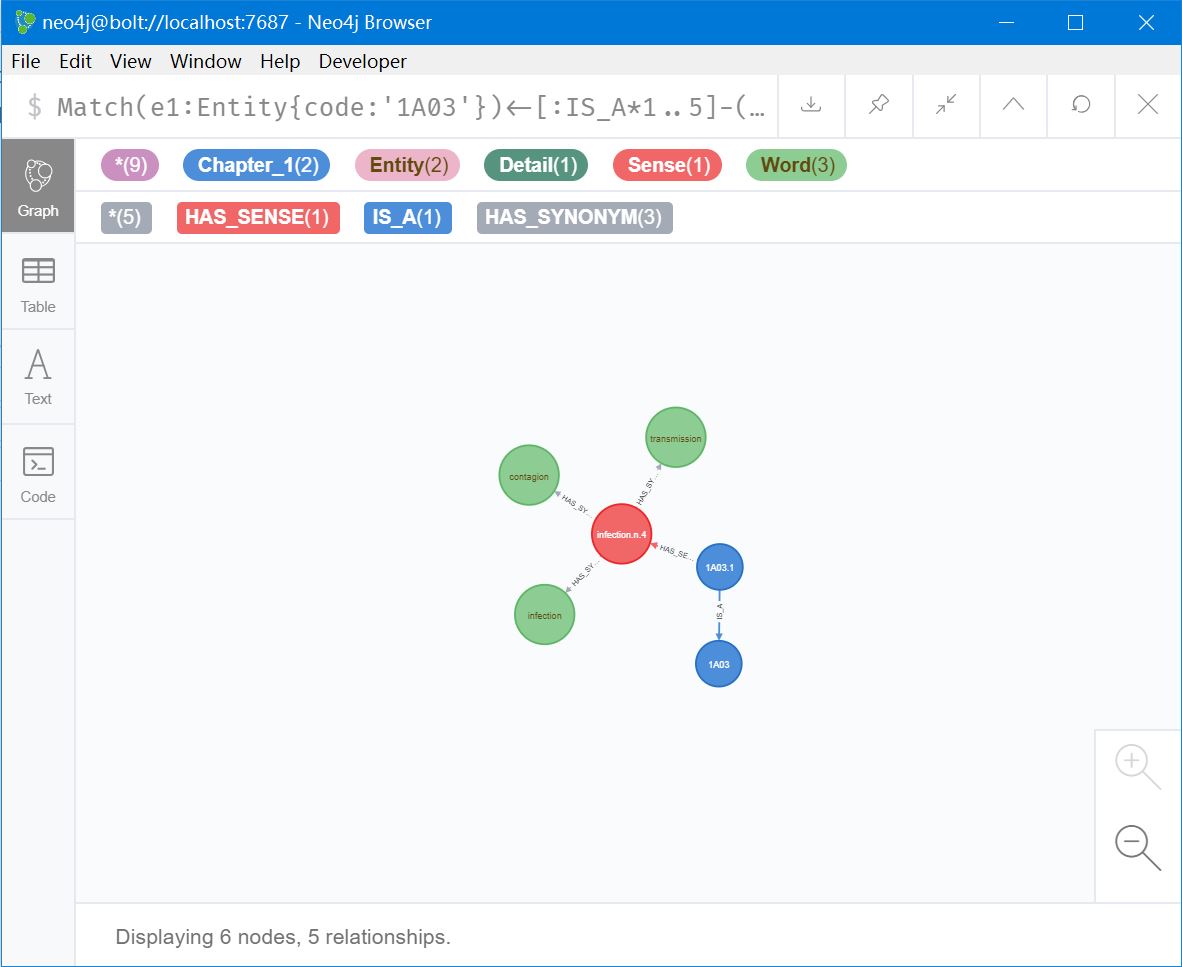 neo4j@bolt://localhost:7687 - Neo4j Browser
File Edit View Window Help Developer
$ Match(e1:Entity{code:'1A03'})<-[:IS_A*1..5]-(…
*(9) Chapter_1(2) Entity(2) Detail(1) Sense(1) Word(3)
*(5) HAS_SENSE(1) IS_A(1) HAS_SYNONYM(3)
Graph
Table
Text
Code
transmission
contagion
HAS_SY…
HAS_SY…
infection.n.4
HAS_SE…
1A03.1
HAS_SY…
IS_A
infection
1A03
Displaying 6 nodes, 5 relationships.